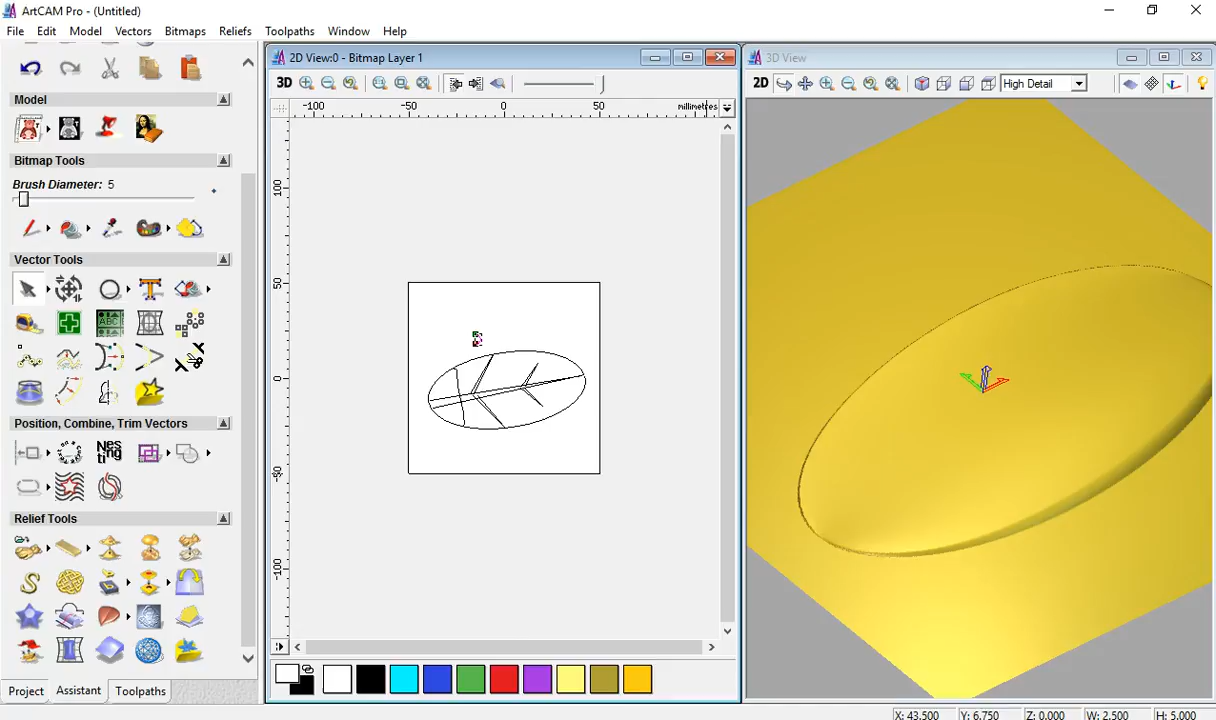 ArtCAM Pro - (Untitled)
File Edit Model Vectors Bitmaps Reliefs Toolpaths Window Help
Model
Bitmap Tools
Brush Diameter: 5
Vector Tools
Position, Combine, Trim Vectors
Relief Tools
Project Assistant Toolpaths
2D View:0 - Bitmap Layer 1
3D
-100 -50 0 50 millimetres
100
50
0
-50
-100
3D View
2D High Detail
X: 43.500 Y: 6.750 Z: 0.000 W: 2.500 H: 5.000